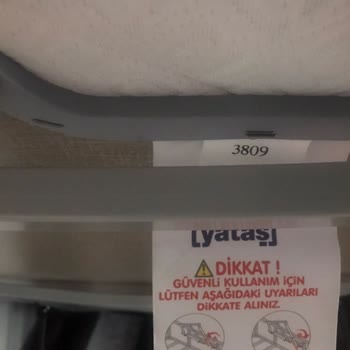 3809
[yataş]
DİKKAT !
GÜVENLİ KULLANIM İÇİN
LÜTFEN AŞAĞIDAKİ UYARILARI
DİKKATE ALINIZ.